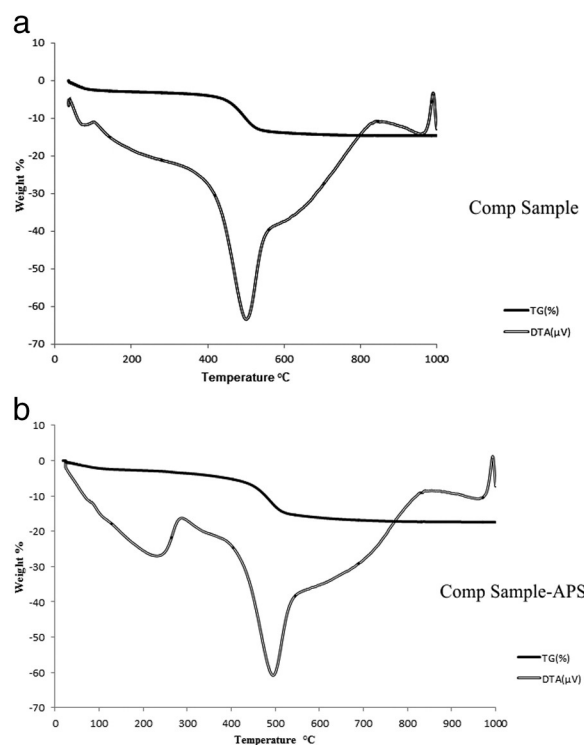 a
10
0
-10
-20
-30
-40
-50
-60
-70
Weight %
0 200 400 600 800 1000
Temperature °C
Comp Sample
TG(%)
DTA(µV)
b
10
0
-10
-20
-30
-40
-50
-60
-70
Weight %
0 100 200 300 400 500 600 700 800 900 1000
Temperature °C
Comp Sample-APS
TG(%)
DTA(µV)